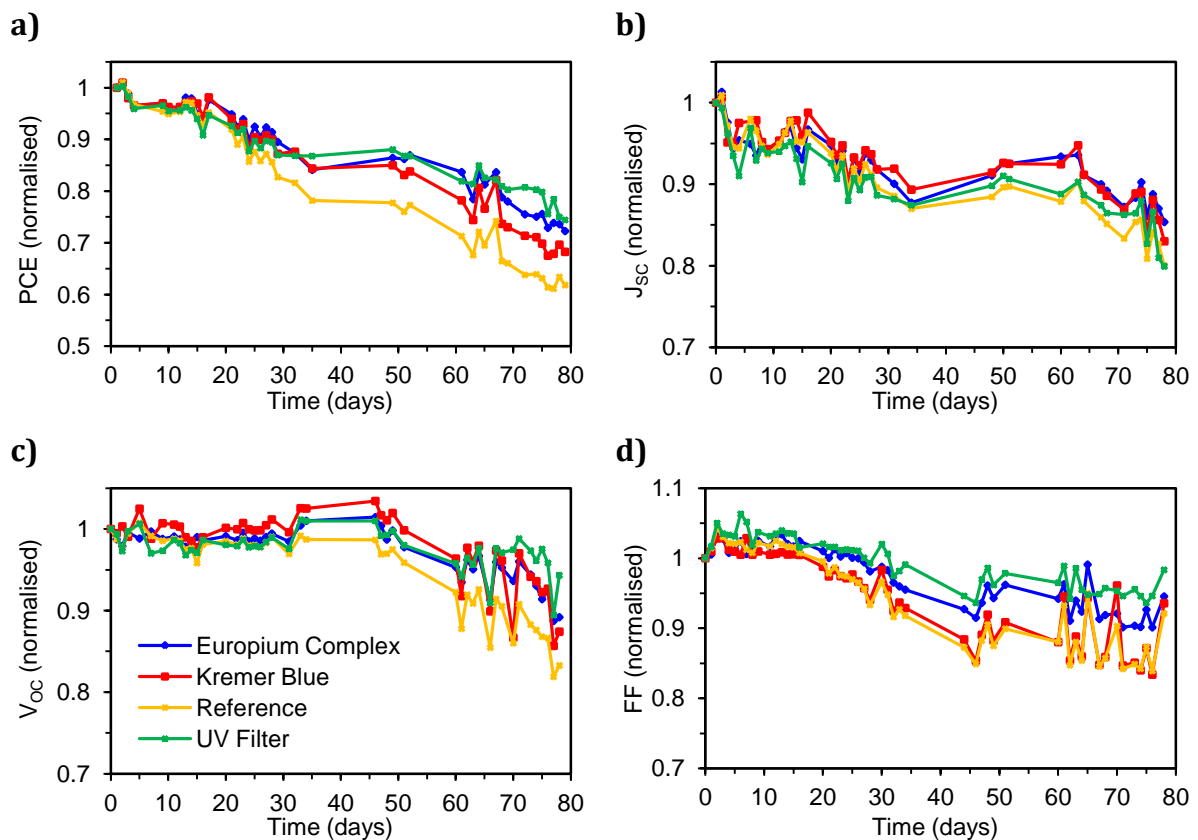 a)
PCE (normalised)
1
0.9
0.8
0.7
0.6
0.5
0 10 20 30 40 50 60 70 80
Time (days)
b)
J_SC (normalised)
1
0.9
0.8
0.7
0 10 20 30 40 50 60 70 80
Time (days)
c)
V_OC (normalised)
1
0.9
0.8
0.7
Europium Complex
Kremer Blue
Reference
UV Filter
0 10 20 30 40 50 60 70 80
Time (days)
d)
FF (normalised)
1.1
1
0.9
0.8
0.7
0 10 20 30 40 50 60 70 80
Time (days)